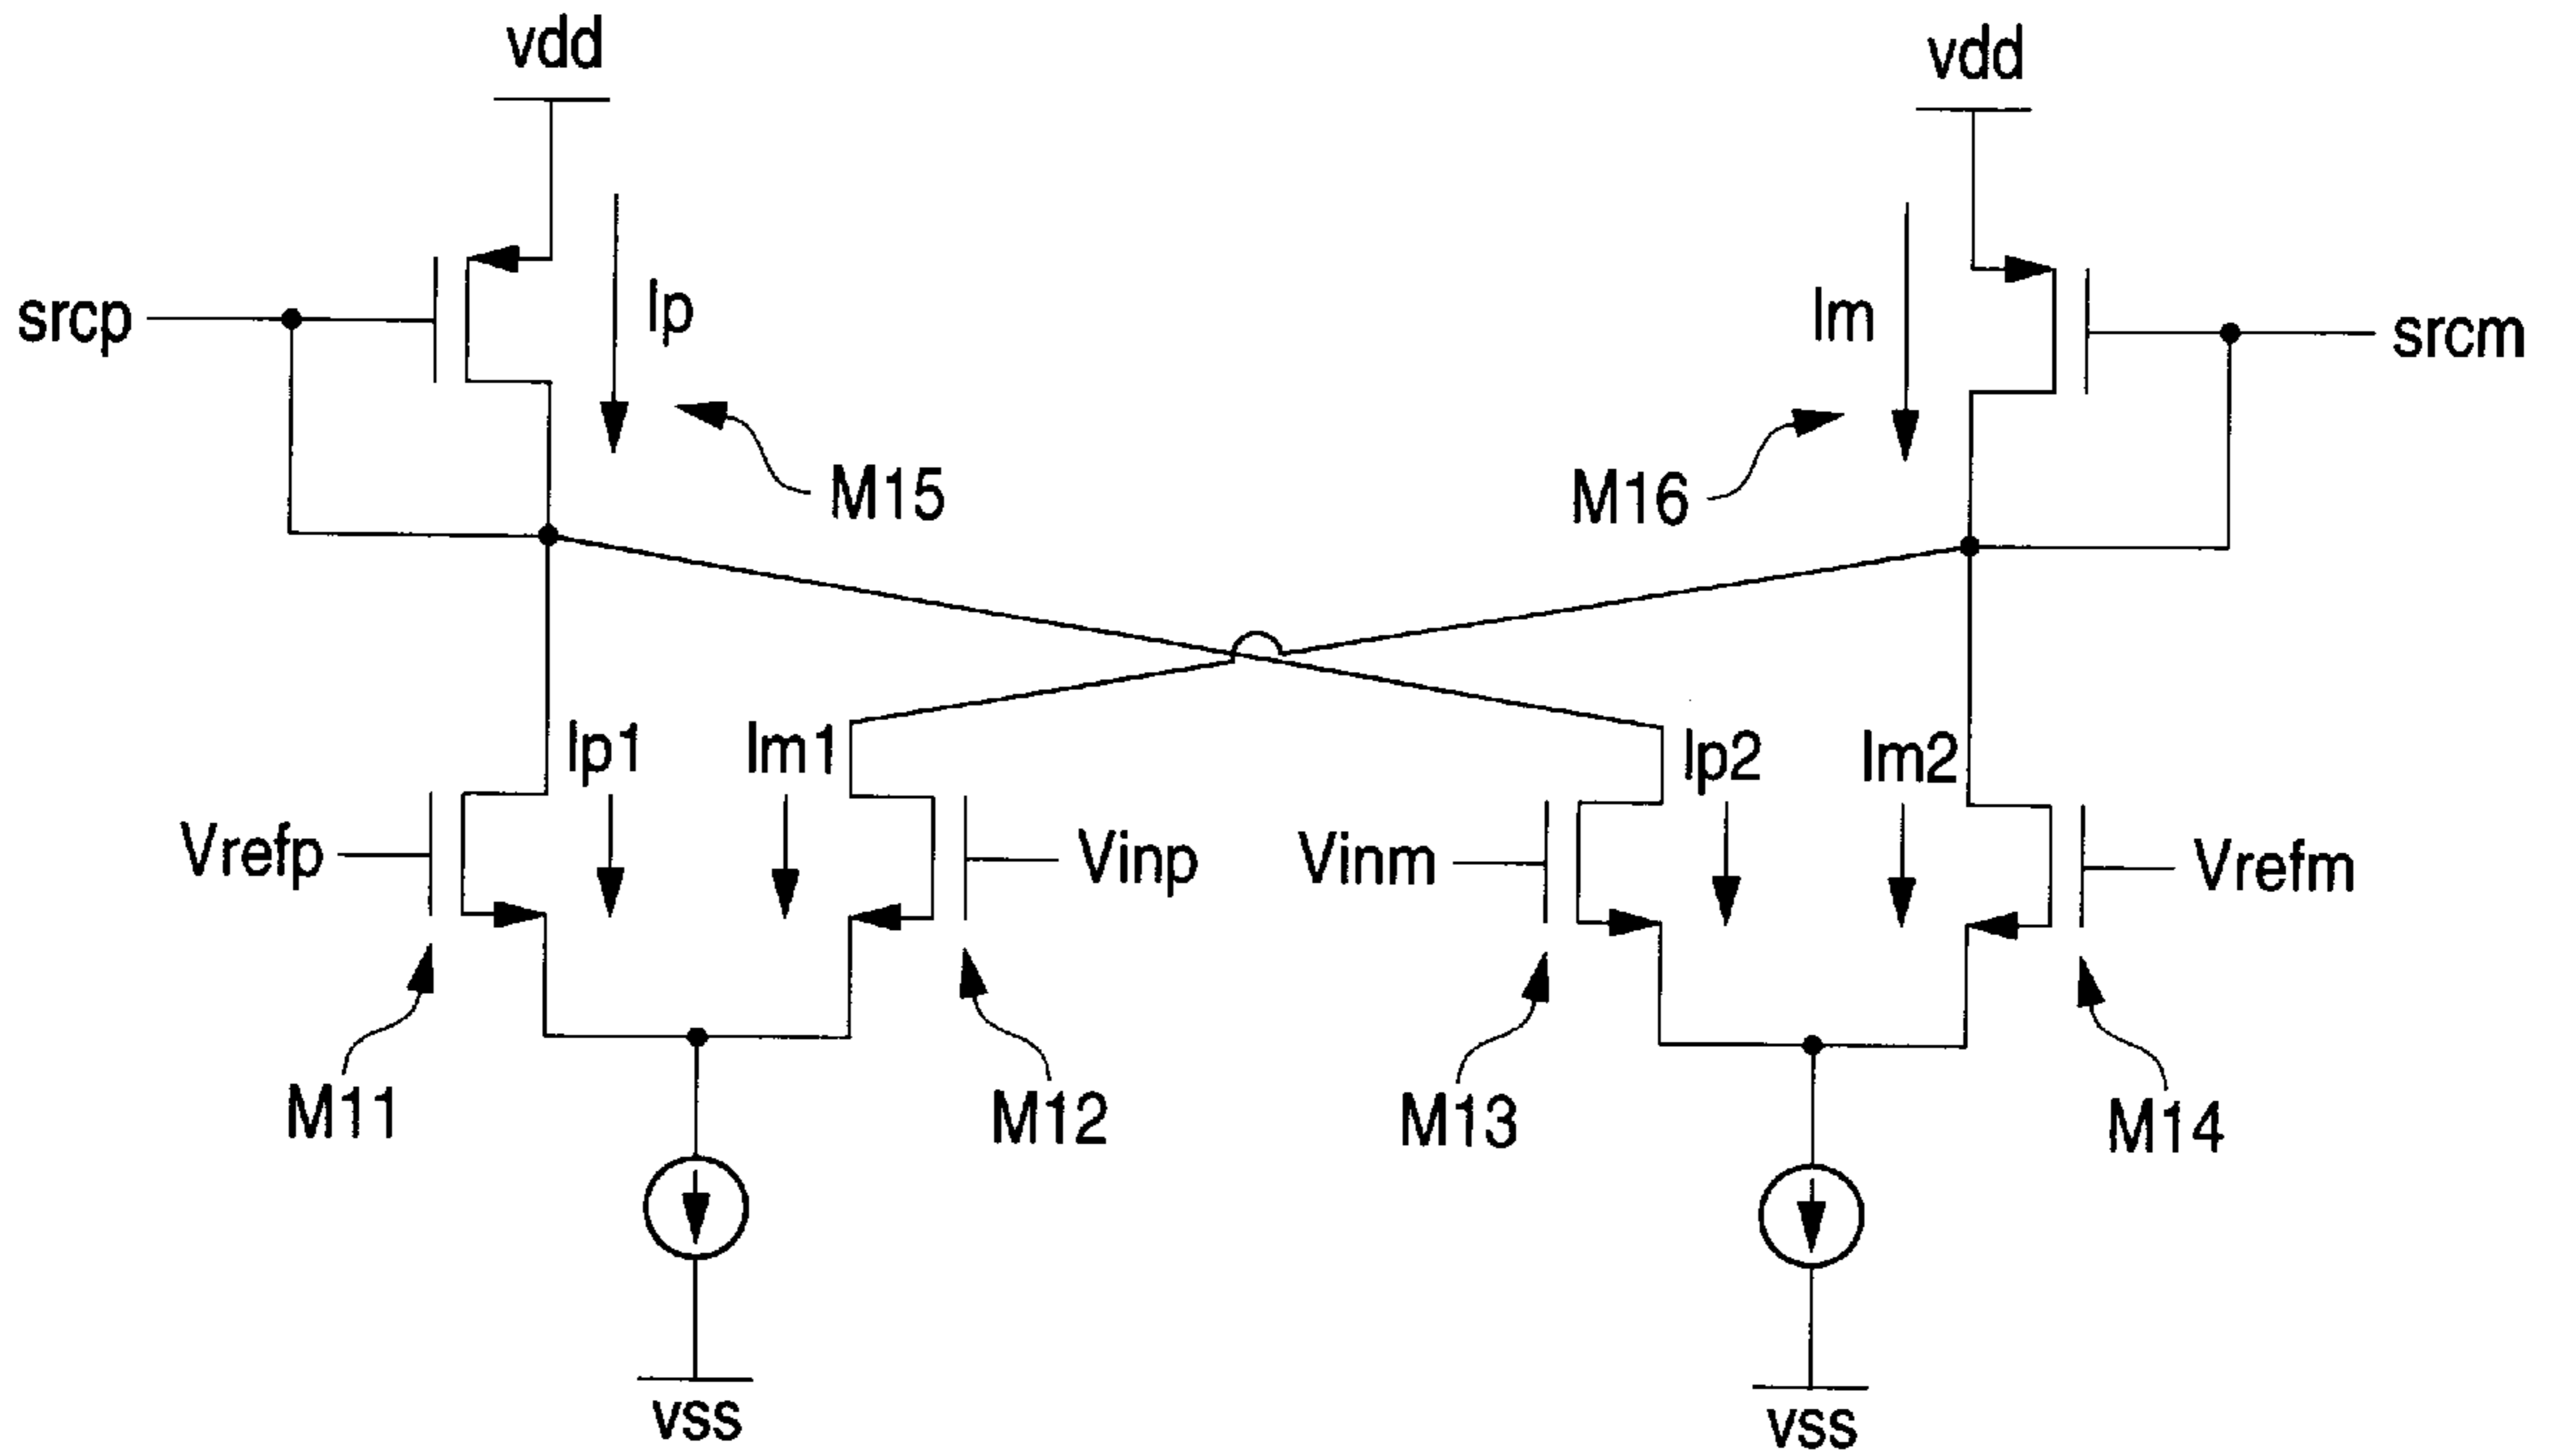 vdd
vdd
srcp
Ip
Im
srcm
M15
M16
Ip1
Im1
Ip2
Im2
Vrefp
Vinp
Vinm
Vrefm
M11
M12
M13
M14
vss
vss